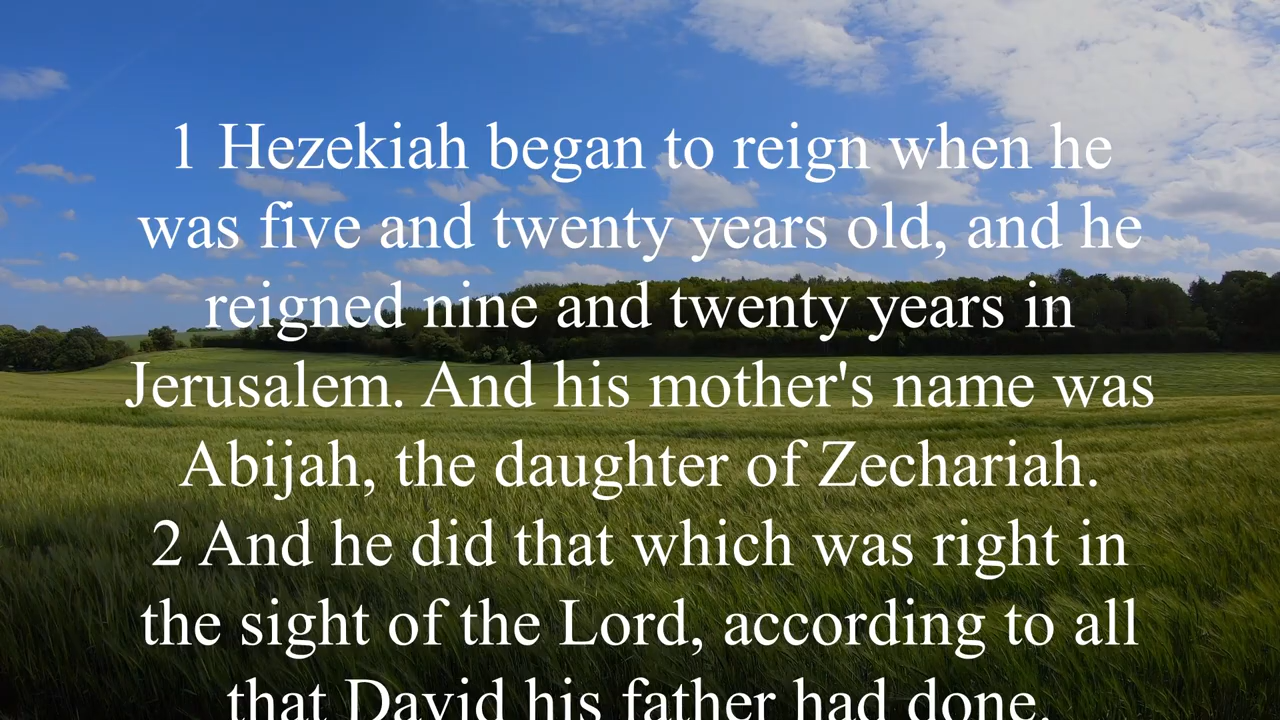 1 Hezekiah began to reign when he
was five and twenty years old, and he
reigned nine and twenty years in
Jerusalem. And his mother's name was
Abijah, the daughter of Zechariah.
2 And he did that which was right in
the sight of the Lord, according to all
that David his father had done.